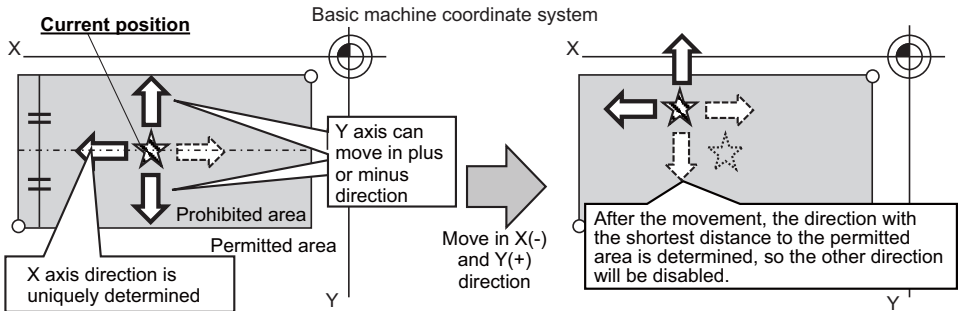 Basic machine coordinate system
Current position
X
Y axis can
move in plus
or minus
direction
Prohibited area
Permitted area
X axis direction is
uniquely determined
Y
Move in X(-)
and Y(+)
direction
X
After the movement, the direction with
the shortest distance to the permitted
area is determined, so the other direction
will be disabled.
Y